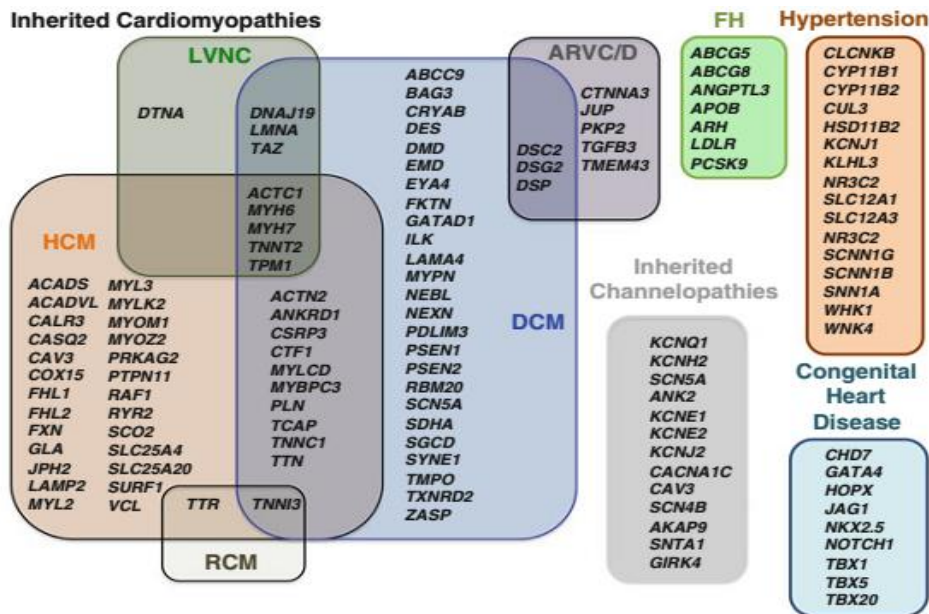 Inherited Cardiomyopathies
LVNC
DTNA
DNAJ19
LMNA
TAZ
ACTC1
MYH6
MYH7
TNNT2
TPM1
HCM
ACADS
ACADVL
CALR3
CASQ2
CAV3
COX15
FHL1
FHL2
FXN
GLA
JPH2
LAMP2
MYL2
MYL3
MYLK2
MYOM1
MYOZ2
PRKAG2
PTPN11
RAF1
RYR2
SCO2
SLC25A4
SLC25A20
SURF1
VCL
ACTN2
ANKRD1
CSRP3
CTF1
MYLCD
MYBPC3
PLN
TCAP
TNNC1
TTN
TTR
TNNI3
RCM
ABCC9
BAG3
CRYAB
DES
DMD
EMD
EYA4
FKTN
GATAD1
ILK
LAMA4
MYPN
NEBL
NEXN
PDLIM3
PSEN1
PSEN2
RBM20
SCN5A
SDHA
SGCD
SYNE1
TMPO
TXNRD2
ZASP
DCM
ARVC/D
DSC2
DSG2
DSP
CTNNA3
JUP
PKP2
TGFB3
TMEM43
FH
ABCG5
ABCG8
ANGPTL3
APOB
ARH
LDLR
PCSK9
Inherited
Channelopathies
KCNQ1
KCNH2
SCN5A
ANK2
KCNE1
KCNE2
KCNJ2
CACNA1C
CAV3
SCN4B
AKAP9
SNTA1
GIRK4
Hypertension
CLCNKB
CYP11B1
CYP11B2
CUL3
HSD11B2
KCNJ1
KLHL3
NR3C2
SLC12A1
SLC12A3
NR3C2
SCNN1G
SCNN1B
SNN1A
WHK1
WNK4
Congenital
Heart
Disease
CHD7
GATA4
HOPX
JAG1
NKX2.5
NOTCH1
TBX1
TBX5
TBX20